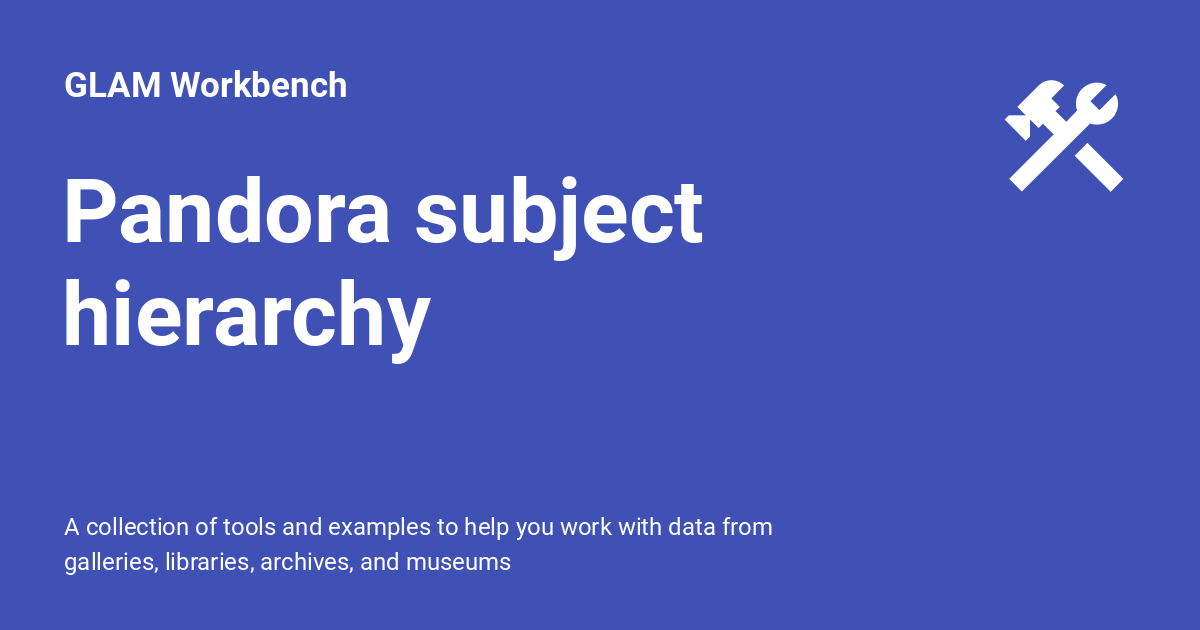 GLAM Workbench
Pandora subject
hierarchy
A collection of tools and examples to help you work with data from
galleries, libraries, archives, and museums